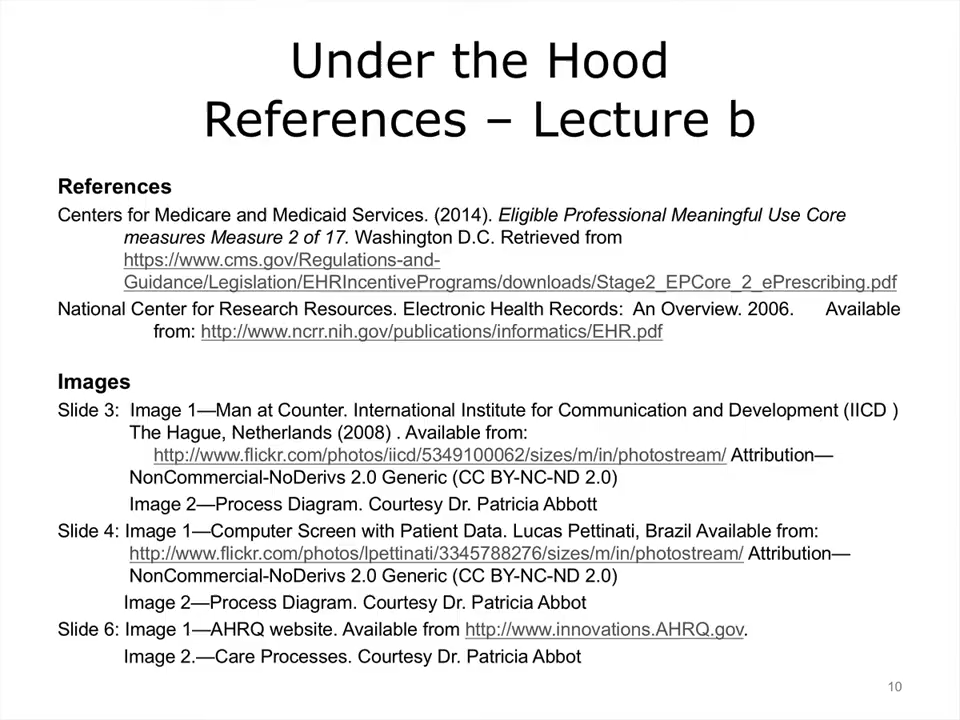 Under the Hood
References – Lecture b
References
Centers for Medicare and Medicaid Services. (2014). Eligible Professional Meaningful Use Core
measures Measure 2 of 17. Washington D.C. Retrieved from
https://www.cms.gov/Regulations-and-
Guidance/Legislation/EHRIncentivePrograms/downloads/Stage2_EPCore_2_ePrescribing.pdf
National Center for Research Resources. Electronic Health Records: An Overview. 2006. Available
from: http://www.ncrr.nih.gov/publications/informatics/EHR.pdf
Images
Slide 3: Image 1—Man at Counter. International Institute for Communication and Development (IICD )
The Hague, Netherlands (2008) . Available from:
http://www.flickr.com/photos/iicd/5349100062/sizes/m/in/photostream/ Attribution—
NonCommercial-NoDerivs 2.0 Generic (CC BY-NC-ND 2.0)
Image 2—Process Diagram. Courtesy Dr. Patricia Abbott
Slide 4: Image 1—Computer Screen with Patient Data. Lucas Pettinati, Brazil Available from:
http://www.flickr.com/photos/lpettinati/3345788276/sizes/m/in/photostream/ Attribution—
NonCommercial-NoDerivs 2.0 Generic (CC BY-NC-ND 2.0)
Image 2—Process Diagram. Courtesy Dr. Patricia Abbot
Slide 6: Image 1—AHRQ website. Available from http://www.innovations.AHRQ.gov.
Image 2.—Care Processes. Courtesy Dr. Patricia Abbot
10